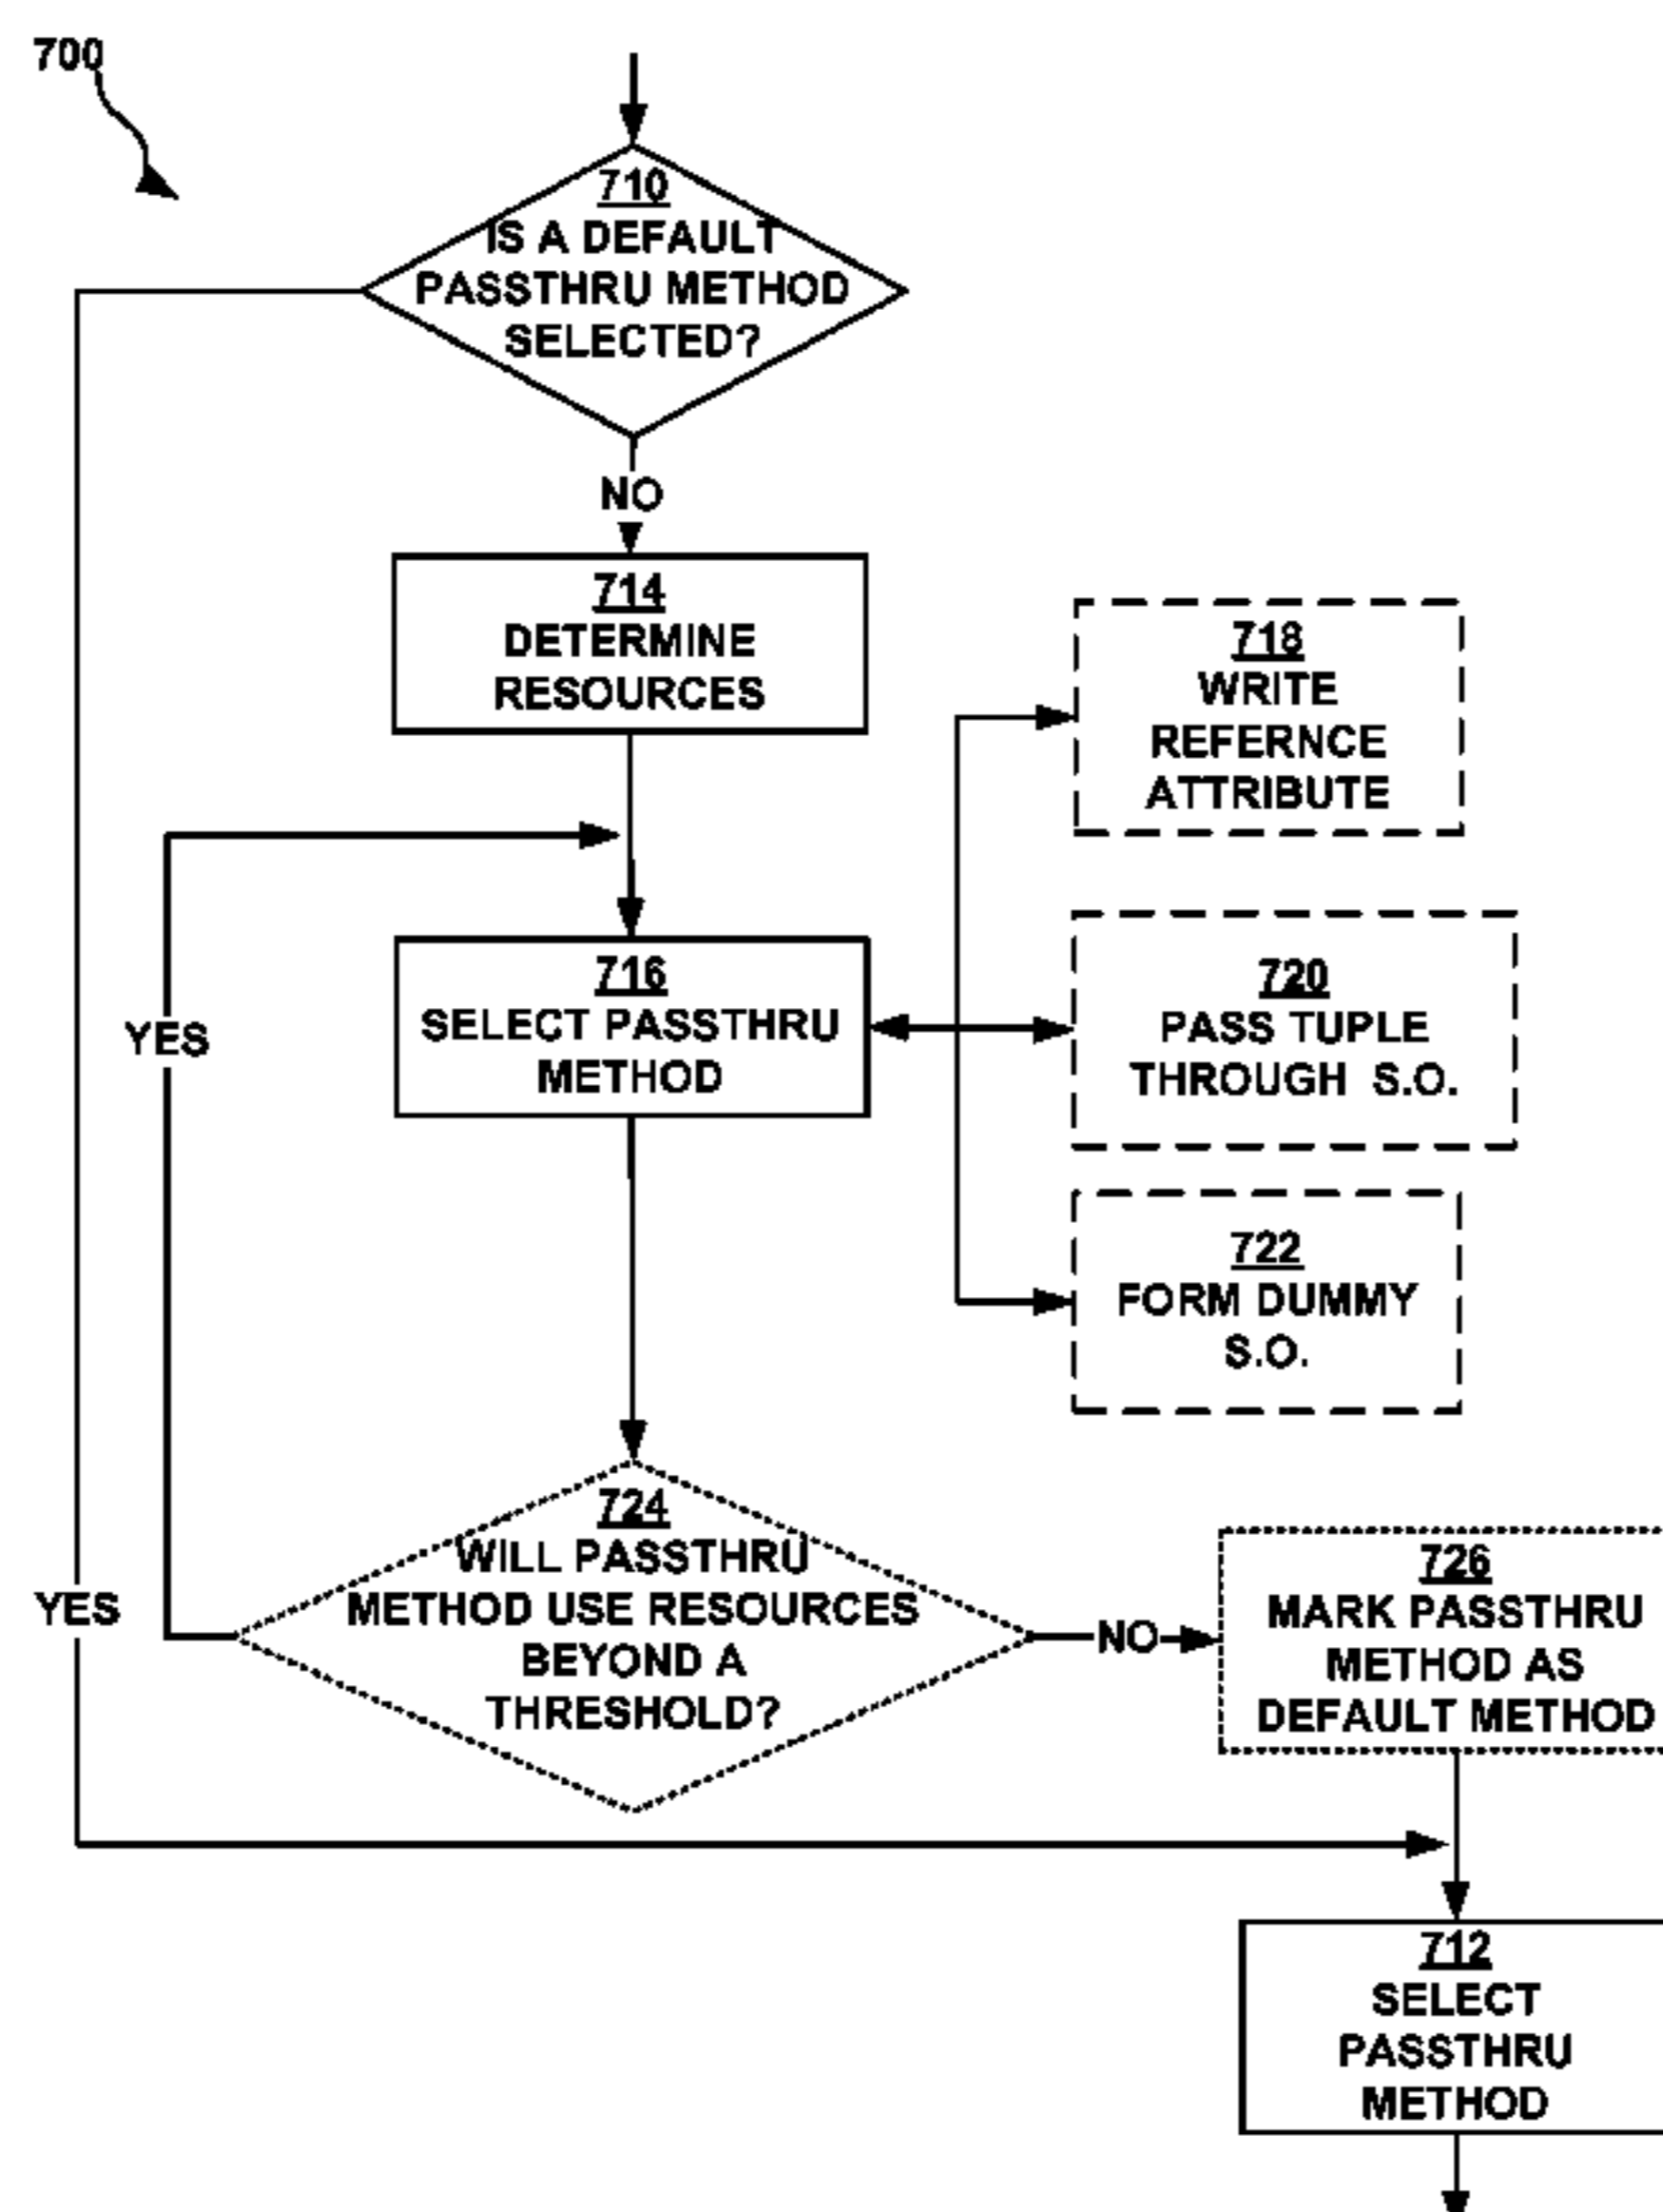 700
710
IS A DEFAULT
PASSTHRU METHOD
SELECTED?
NO
714
DETERMINE
RESOURCES
718
WRITE
REFERNCE
ATTRIBUTE
716
SELECT PASSTHRU
METHOD
720
PASS TUPLE
THROUGH S.O.
YES
722
FORM DUMMY
S.O.
724
WILL PASSTHRU
METHOD USE RESOURCES
BEYOND A
THRESHOLD?
YES
NO
726
MARK PASSTHRU
METHOD AS
DEFAULT METHOD
712
SELECT
PASSTHRU
METHOD